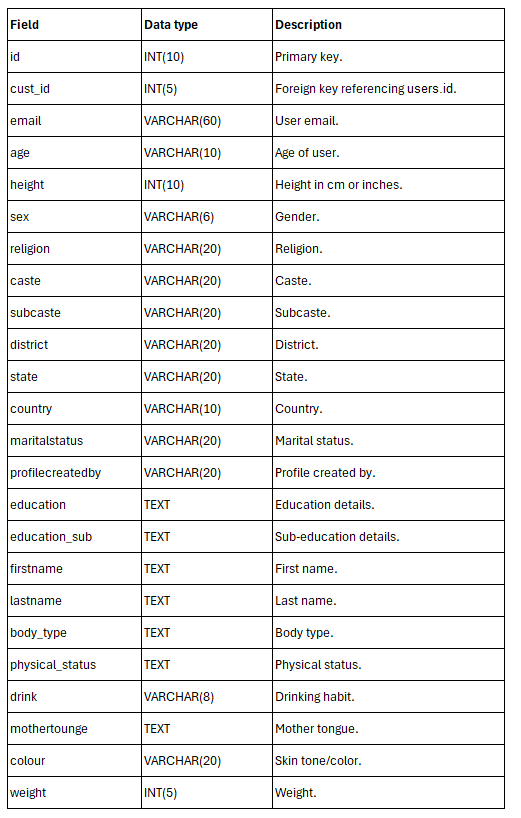 Field Data type Description
id INT(10) Primary key.
cust_id INT(5) Foreign key referencing users.id.
email VARCHAR(60) User email.
age VARCHAR(10) Age of user.
height INT(10) Height in cm or inches.
sex VARCHAR(6) Gender.
religion VARCHAR(20) Religion.
caste VARCHAR(20) Caste.
subcaste VARCHAR(20) Subcaste.
district VARCHAR(20) District.
state VARCHAR(20) State.
country VARCHAR(10) Country.
maritalstatus VARCHAR(20) Marital status.
profilecreatedby VARCHAR(20) Profile created by.
education TEXT Education details.
education_sub TEXT Sub-education details.
firstname TEXT First name.
lastname TEXT Last name.
body_type TEXT Body type.
physical_status TEXT Physical status.
drink VARCHAR(8) Drinking habit.
mothertounge TEXT Mother tongue.
colour VARCHAR(20) Skin tone/color.
weight INT(5) Weight.